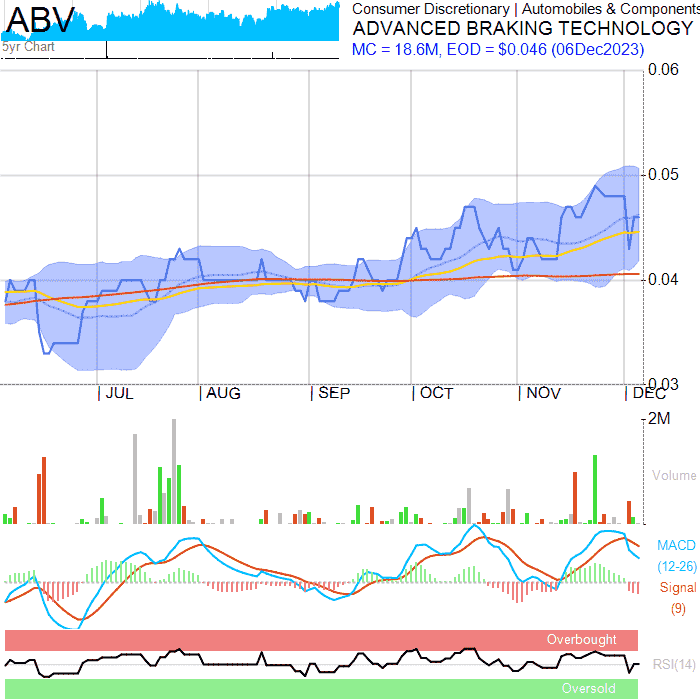 ABV
5yr Chart
Consumer Discretionary | Automobiles & Components
ADVANCED BRAKING TECHNOLOGY
MC = 18.6M, EOD = $0.046 (06Dec2023)
0.06
0.05
0.04
0.03
JUL
AUG
SEP
OCT
NOV
DEC
2M
Volume
MACD
(12-26)
Signal
(9)
Overbought
RSI(14)
Oversold